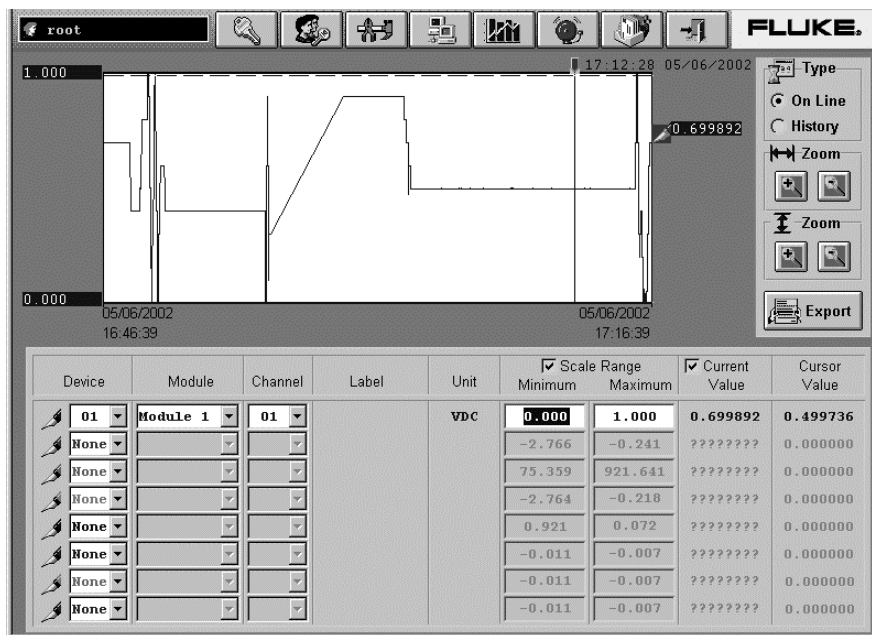 root
FLUKE.
1.000
17:12:28 05/06/2002
0.699892
0.000
05/06/2002
16:46:39
05/06/2002
17:16:39
Type
On Line
History
Zoom
Zoom
Export
Device Module Channel Label Unit Scale Range Minimum Maximum Current Value Cursor Value
01 Module 1 01 VDC 0.000 1.000 0.699892 0.499736
None -2.766 -0.241 ???????? 0.000000
None 75.359 921.641 ???????? 0.000000
None -2.764 -0.218 ???????? 0.000000
None 0.921 0.072 ???????? 0.000000
None -0.011 -0.007 ???????? 0.000000
None -0.011 -0.007 ???????? 0.000000
None -0.011 -0.007 ???????? 0.000000